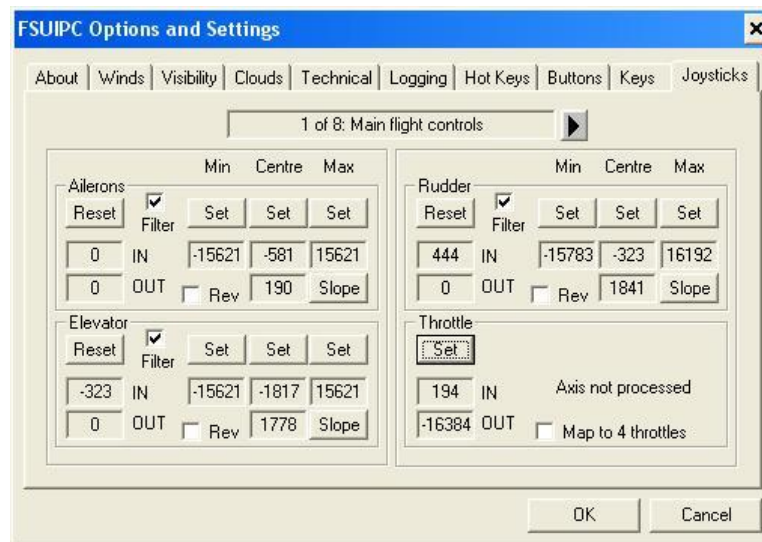 FSUIPC Options and Settings
About Winds Visibility Clouds Technical Logging Hot Keys Buttons Keys Joysticks
1 of 8: Main flight controls
Ailerons
Min Centre Max
Reset Filter Set Set Set
0 IN -15621 -581 15621
0 OUT Rev 190 Slope
Elevator
Reset Filter Set Set Set
-323 IN -15621 -1817 15621
0 OUT Rev 1778 Slope
Rudder
Min Centre Max
Reset Filter Set Set Set
444 IN -15783 -323 16192
0 OUT Rev 1841 Slope
Throttle
Set
194 IN Axis not processed
-16384 OUT Map to 4 throttles
OK Cancel